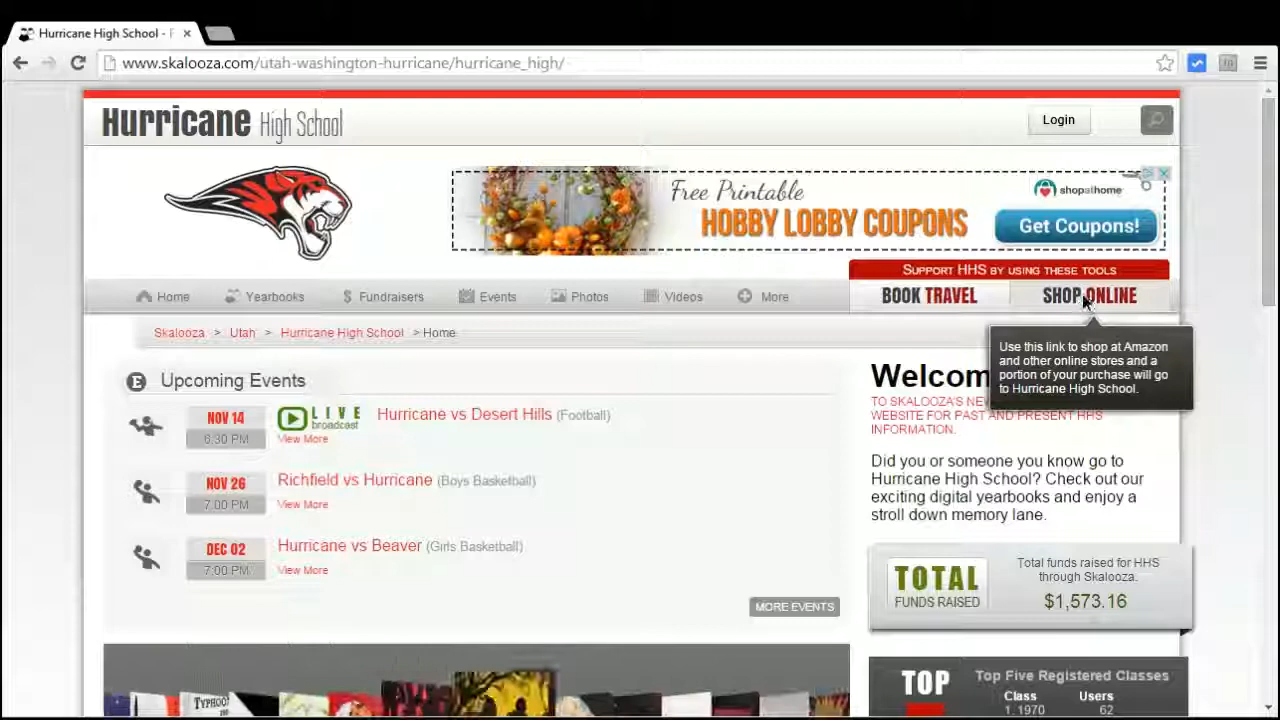 Hurricane High School - F
www.skalooza.com/utah-washington-hurricane/hurricane_high/
Hurricane High School
Login
Free Printable
HOBBY LOBBY COUPONS
shopathome
Get Coupons!
SUPPORT HHS BY USING THESE TOOLS
Home
Yearbooks
Fundraisers
Events
Photos
Videos
More
BOOK TRAVEL
SHOP ONLINE
Skalooza > Utah > Hurricane High School > Home
Use this link to shop at Amazon
and other online stores and a
portion of your purchase will go
to Hurricane High School.
E Upcoming Events
NOV 14
6:30 PM
LIVE
broadcast
Hurricane vs Desert Hills (Football)
View More
NOV 26
7:00 PM
Richfield vs Hurricane (Boys Basketball)
View More
DEC 02
7:00 PM
Hurricane vs Beaver (Girls Basketball)
View More
MORE EVENTS
Welcom
TO SKALOOZA'S NEW
WEBSITE FOR PAST AND PRESENT HHS
INFORMATION.
Did you or someone you know go to
Hurricane High School? Check out our
exciting digital yearbooks and enjoy a
stroll down memory lane.
TOTAL
FUNDS RAISED
Total funds raised for HHS
through Skalooza.
$1,573.16
TOP
Top Five Registered Classes
Class Users
1. 1970 62
TYPHOO